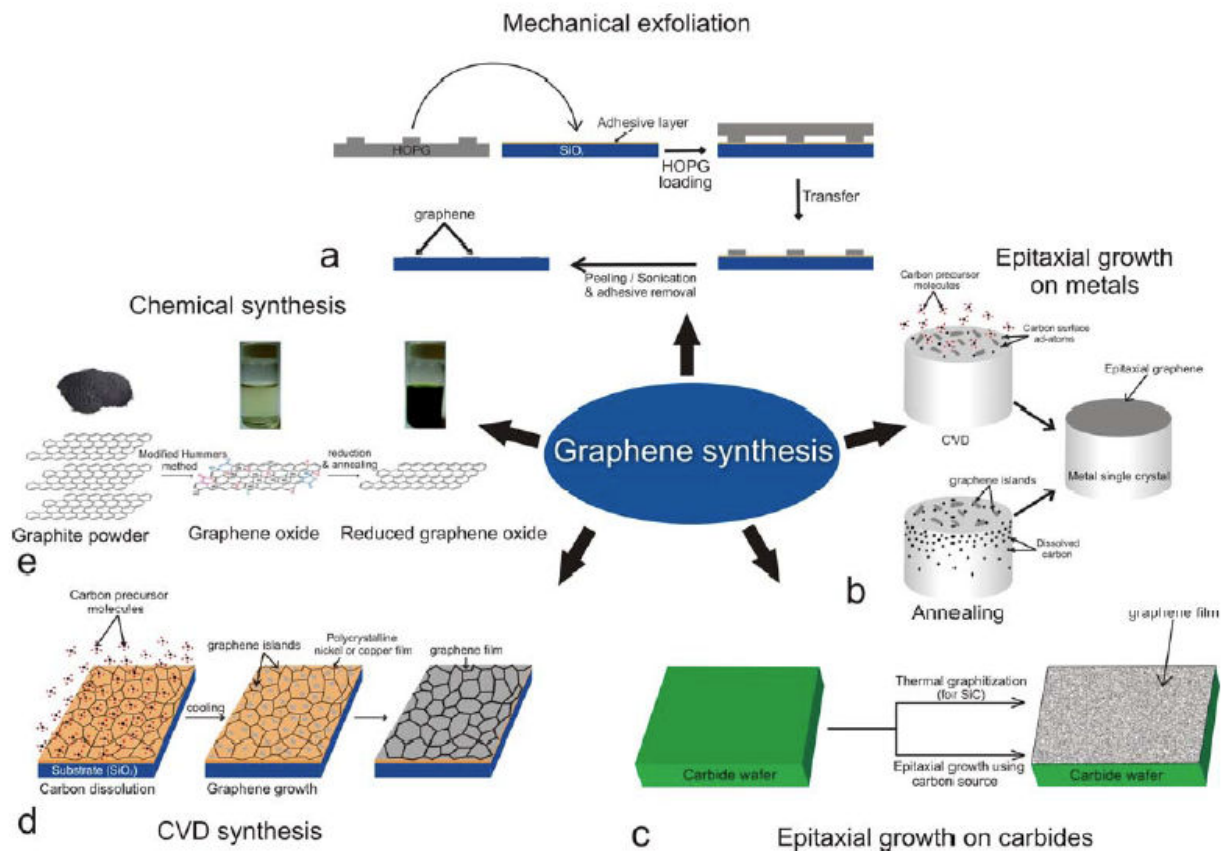 Mechanical exfoliation
Adhesive layer
HOPG
SiO₂
HOPG
loading
Transfer
graphene
a
Peeling / Sonication
& adhesive removal
Epitaxial growth
on metals
Carbon precursor
molecules
Carbon surface
ad-atoms
Epitaxial graphene
CVD
Metal single crystal
graphene islands
Dissolved
carbon
b
Annealing
Chemical synthesis
Graphene synthesis
Modified Hummers
method
reduction
& annealing
Graphite powder
Graphene oxide
Reduced graphene oxide
e
Carbon precursor
molecules
graphene islands
Polycrystalline
nickel or copper film
graphene film
cooling
Substrate (SiO₂)
Carbon dissolution
Graphene growth
d
CVD synthesis
graphene film
Thermal graphitization
(for SiC)
Carbide wafer
Epitaxial growth using
carbon source
Carbide wafer
c
Epitaxial growth on carbides